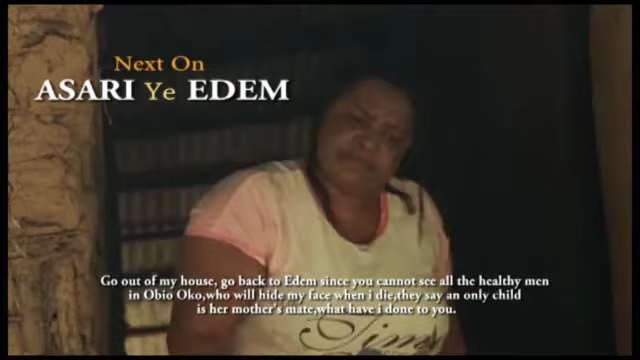 Next On
ASARI Ye EDEM
Go out of my house, go back to Edem since you cannot see all the healthy men
in Obio Oko,who will hide my face when i die,they say an only child
is her mother's mate,what have i done to you.